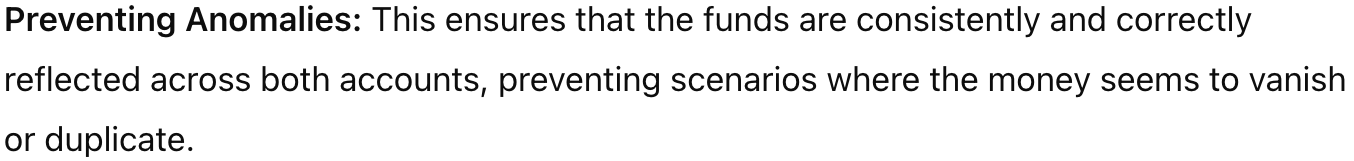 Preventing Anomalies: This ensures that the funds are consistently and correctly
reflected across both accounts, preventing scenarios where the money seems to vanish
or duplicate.